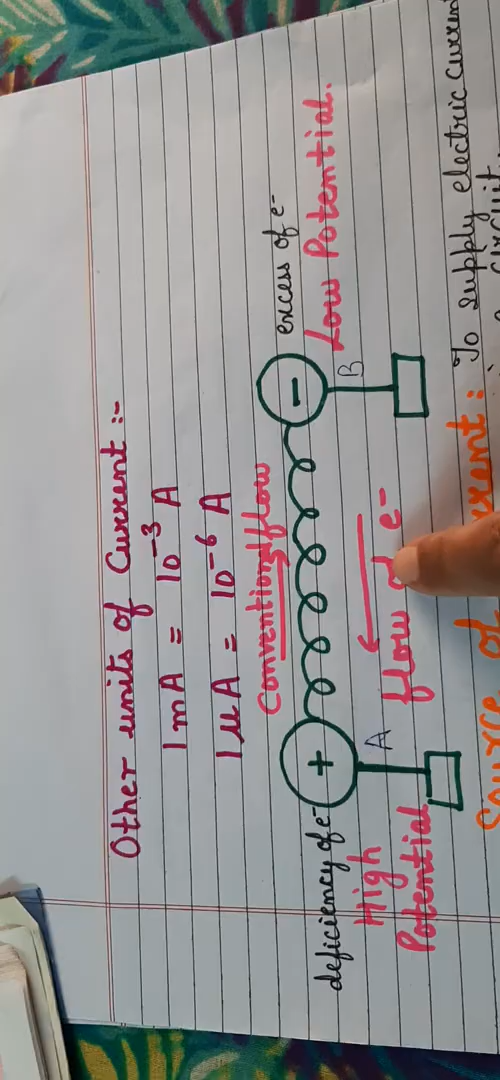 Other units of Current :-
1 mA = 10⁻³ A
1 μA = 10⁻⁶ A
Conventional flow
deficiency of e⁻
+
-
excess of e⁻
High
Potential
A
B
Low Potential.
flow of e⁻
To supply electric current